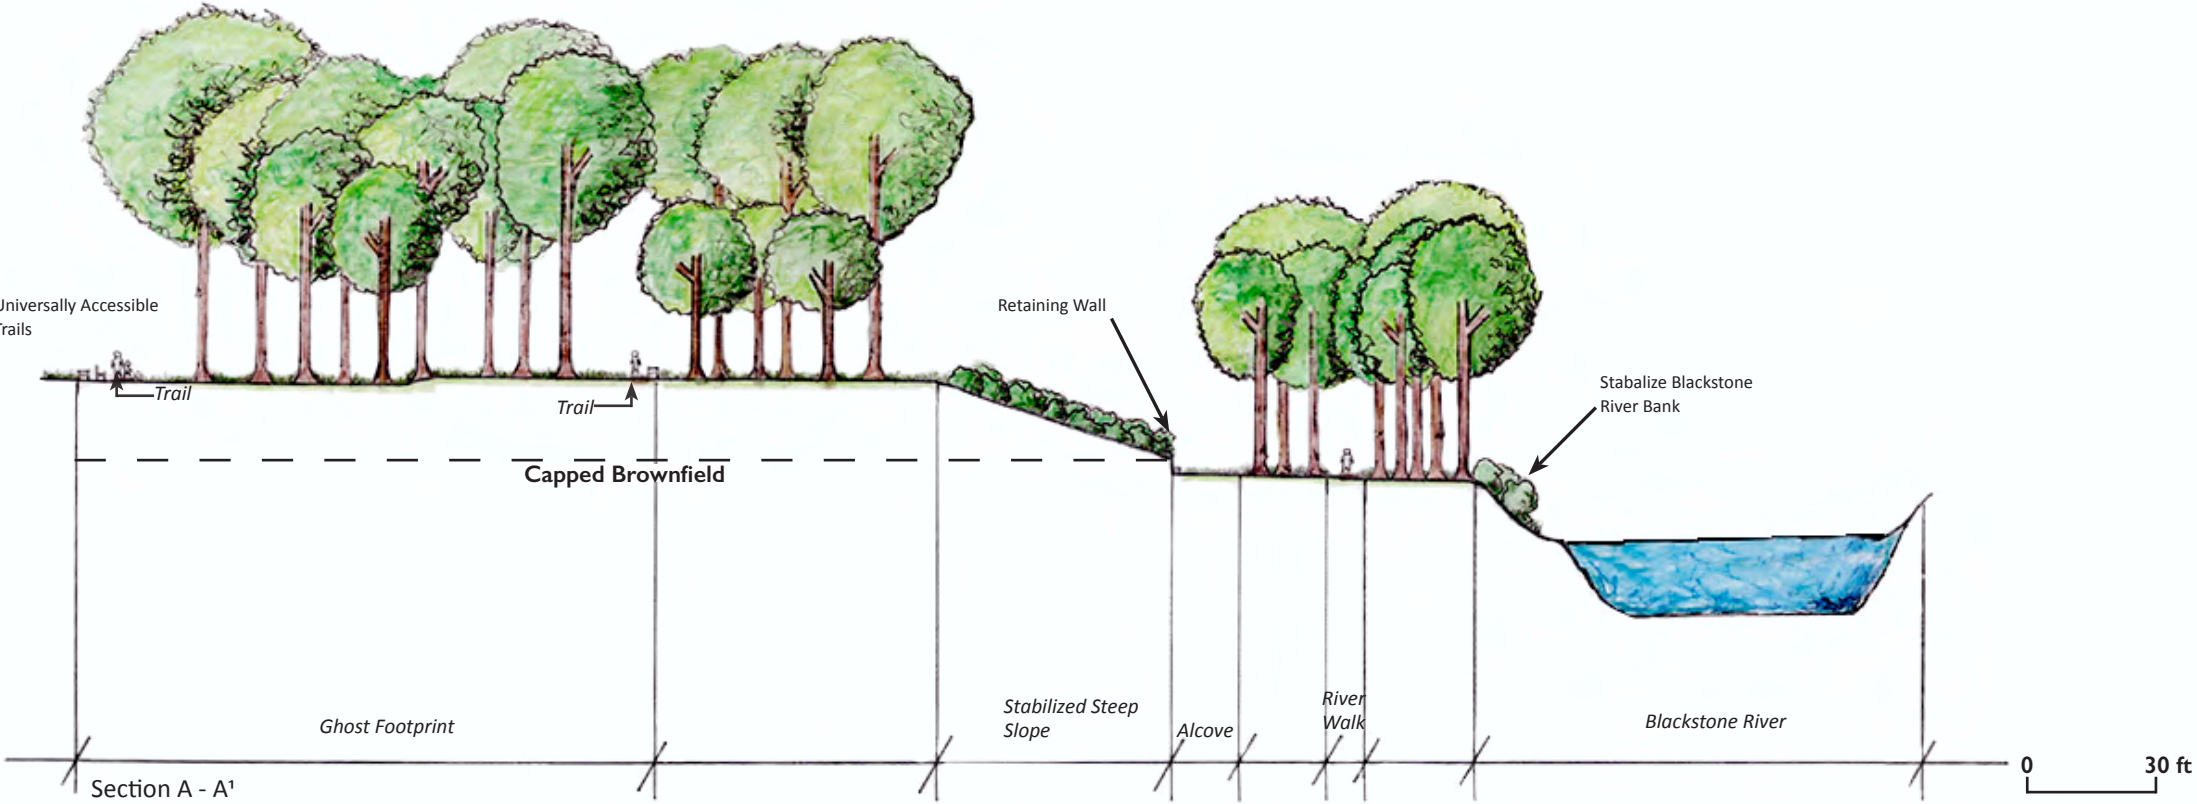 Universally Accessible
Trails
Trail
Trail
Capped Brownfield
Retaining Wall
Stabalize Blackstone
River Bank
Ghost Footprint
Stabilized Steep
Slope
Alcove
River
Walk
Blackstone River
Section A - A¹
0 30 ft